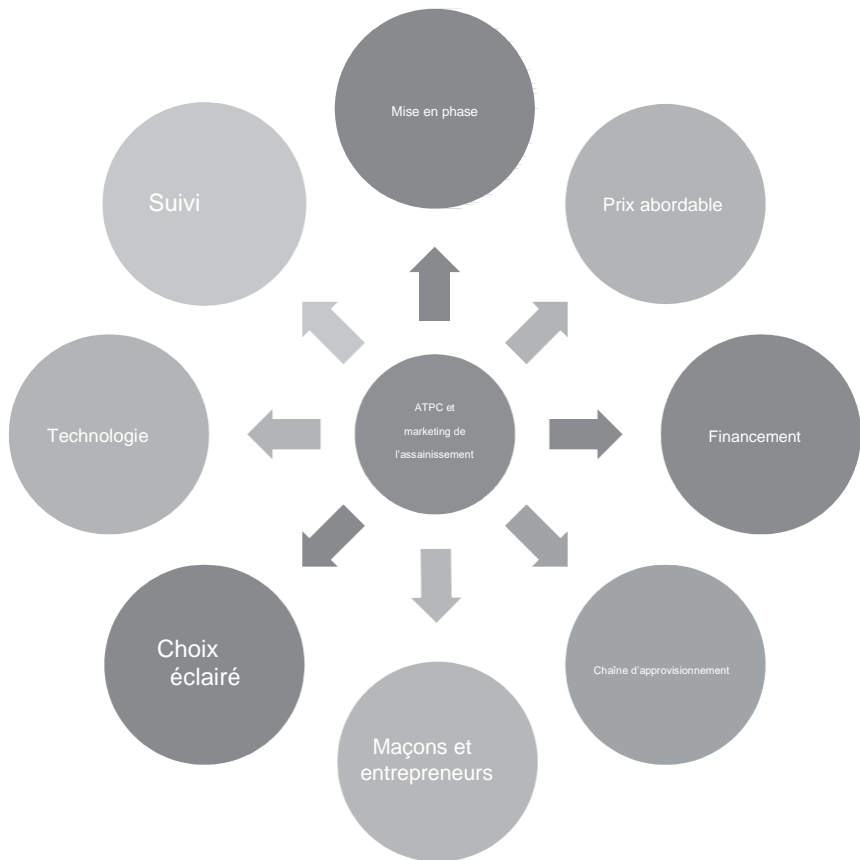 Mise en phase
Suivi
Prix abordable
ATPC et
marketing de
l'assainissement
Technologie
Financement
Choix
éclairé
Chaîne d'approvisionnement
Maçons et
entrepreneurs